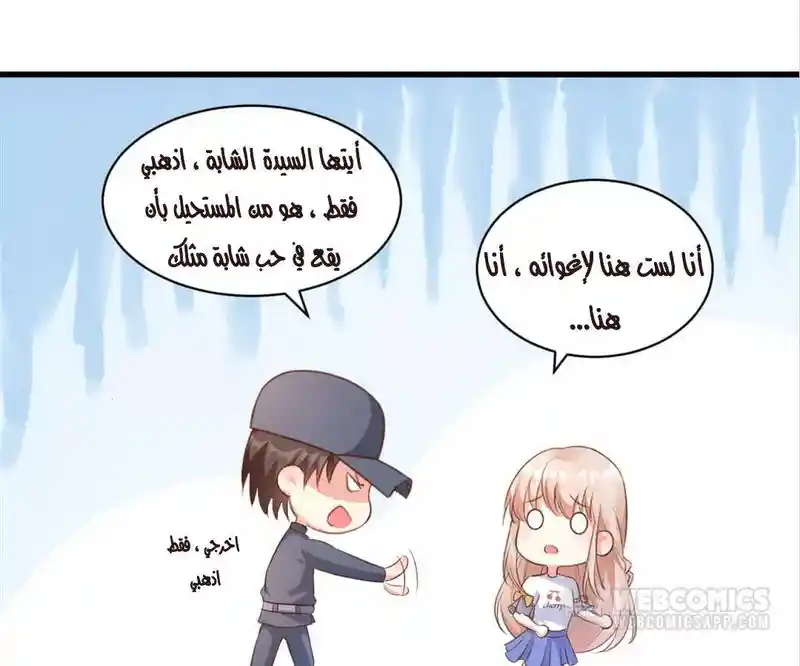 أيتها السيدة الشابة ، اذهبي
فقط ، هو من المستحيل بأن
يقع في حب شابة مثلك
أنا لست هنا لإغوائه ، أنا
هنا...
اخرجي ، فقط
اذهبي
cherry
WEBCOMICS
WEBCOMICSAPP.COM